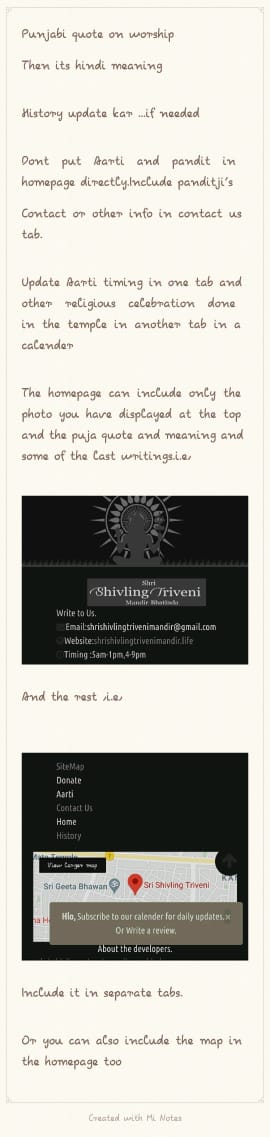 Punjabi quote on worship
Then its hindi meaning
History update kar ...if needed
Dont put Aarti and pandit in
homepage directly.Include panditji's
Contact or other info in contact us
tab.
Update Aarti timing in one tab and
other religious celebration done
in the temple in another tab in a
calender
The homepage can include only the
photo you have displayed at the top
and the puja quote and meaning and
some of the last writings.i.e,
Shri
Shivling Triveni
Mandir Bhatinda
Write to Us.
Email:shrishivlingtrivenimandir@gmail.com
Website:shrishivlingtrivenimandir.life
Timing :5am-1pm,4-9pm
And the rest ,i.e,
SiteMap
Donate
Aarti
Contact Us
Home
History
Mata Temple
View larger map
Sri Geeta Bhawan
Sri Shivling Triveni
Hlo, Subscribe to our calender for daily updates.×
Or Write a review.
About the developers.
Include it in separate tabs.
Or you can also include the map in
the homepage too
Created with Mi Notes